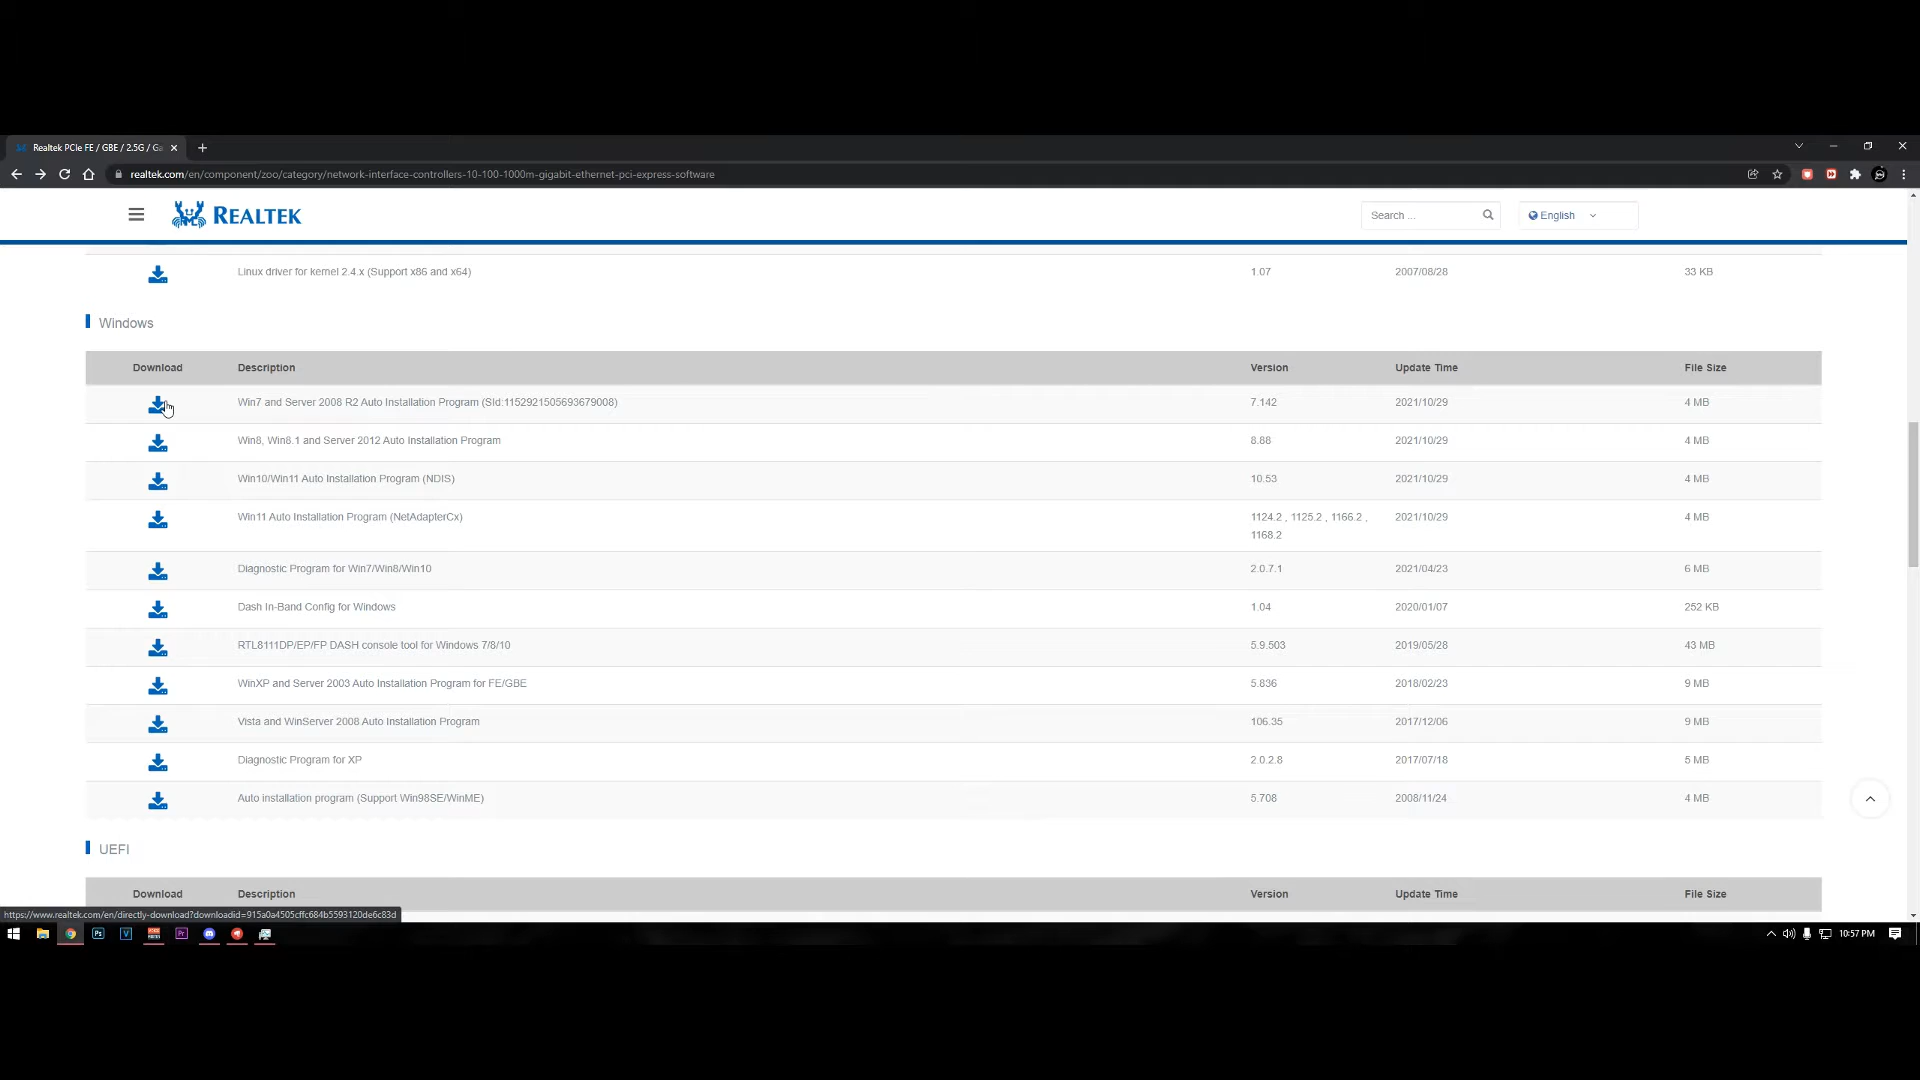 Realtek PCIe FE / GBE / 2.5G / Ga
realtek.com/en/component/zoo/category/network-interface-controllers-10-100-1000m-gigabit-ethernet-pci-express-software
REALTEK
Search ...
English
Linux driver for kernel 2.4.x (Support x86 and x64) 1.07 2007/08/28 33 KB
Windows
Download Description Version Update Time File Size
Win7 and Server 2008 R2 Auto Installation Program (SId:1152921505693679008) 7.142 2021/10/29 4 MB
Win8, Win8.1 and Server 2012 Auto Installation Program 8.88 2021/10/29 4 MB
Win10/Win11 Auto Installation Program (NDIS) 10.53 2021/10/29 4 MB
Win11 Auto Installation Program (NetAdapterCx) 1124.2 , 1125.2 , 1166.2 , 2021/10/29 4 MB
1168.2
Diagnostic Program for Win7/Win8/Win10 2.0.7.1 2021/04/23 6 MB
Dash In-Band Config for Windows 1.04 2020/01/07 252 KB
RTL8111DP/EP/FP DASH console tool for Windows 7/8/10 5.9.503 2019/05/28 43 MB
WinXP and Server 2003 Auto Installation Program for FE/GBE 5.836 2018/02/23 9 MB
Vista and WinServer 2008 Auto Installation Program 106.35 2017/12/06 9 MB
Diagnostic Program for XP 2.0.2.8 2017/07/18 5 MB
Auto installation program (Support Win98SE/WinME) 5.708 2008/11/24 4 MB
UEFI
Download Description Version Update Time File Size
https://www.realtek.com/en/directly-download?downloadid=915a0a4505cffc684b5593120de6c83d
Ps
V
Pr
10:57 PM